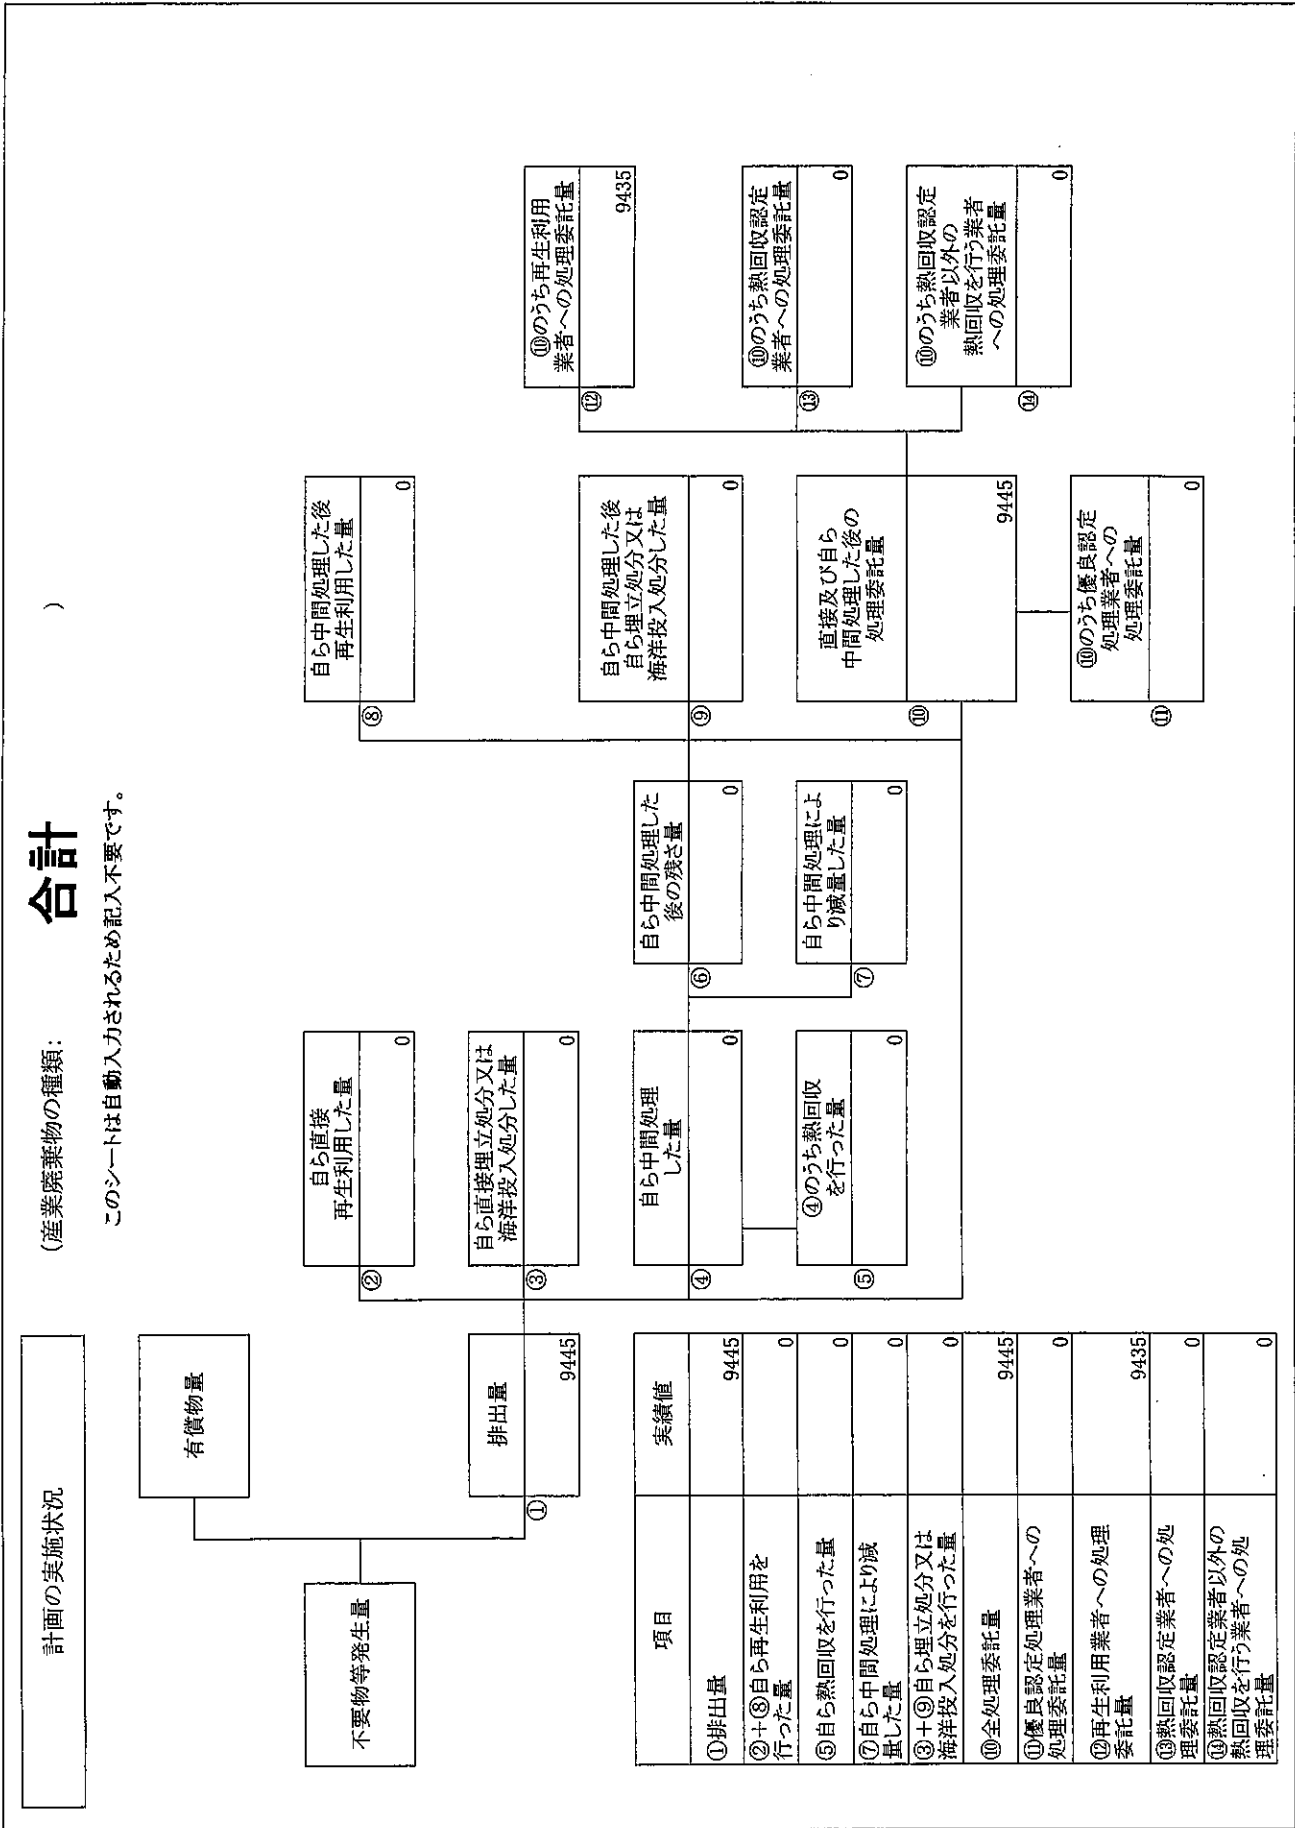 計画の実施状況
(産業廃棄物の種類:
合計
)
このシートは自動入力されるため記入不要です。
有償物量
不要物等発生量
排出量
①
9445
自ら直接
再生利用した量
②
0
自ら直接埋立処分又は
海洋投入処分した量
③
0
自ら中間処理
した量
④
0
④のうち熱回収
を行った量
⑤
0
自ら中間処理した
後の残さ量
⑥
0
自ら中間処理によ
り減量した量
⑦
0
自ら中間処理した後
再生利用した量
⑧
0
自ら中間処理した後
自ら埋立処分又は
海洋投入処分した量
⑨
0
直接及び自ら
中間処理した後の
処理委託量
⑩
9445
⑩のうち優良認定
処理業者への
処理委託量
⑪
0
⑩のうち再生利用
業者への処理委託量
⑫
9435
⑩のうち熱回収認定
業者への処理委託量
⑬
0
⑩のうち熱回収認定
業者以外の
熱回収を行う業者
への処理委託量
⑭
0
項目
実績値
①排出量
9445
②+⑧自ら再生利用を
行った量
0
⑤自ら熱回収を行った量
0
⑦自ら中間処理により減
量した量
0
③+⑨自ら埋立処分又は
海洋投入処分を行った量
0
⑩全処理委託量
9445
⑪優良認定処理業者への
処理委託量
0
⑫再生利用業者への処理
委託量
9435
⑬熱回収認定業者への処
理委託量
0
⑭熱回収認定業者以外の
熱回収を行う業者への処
理委託量
0